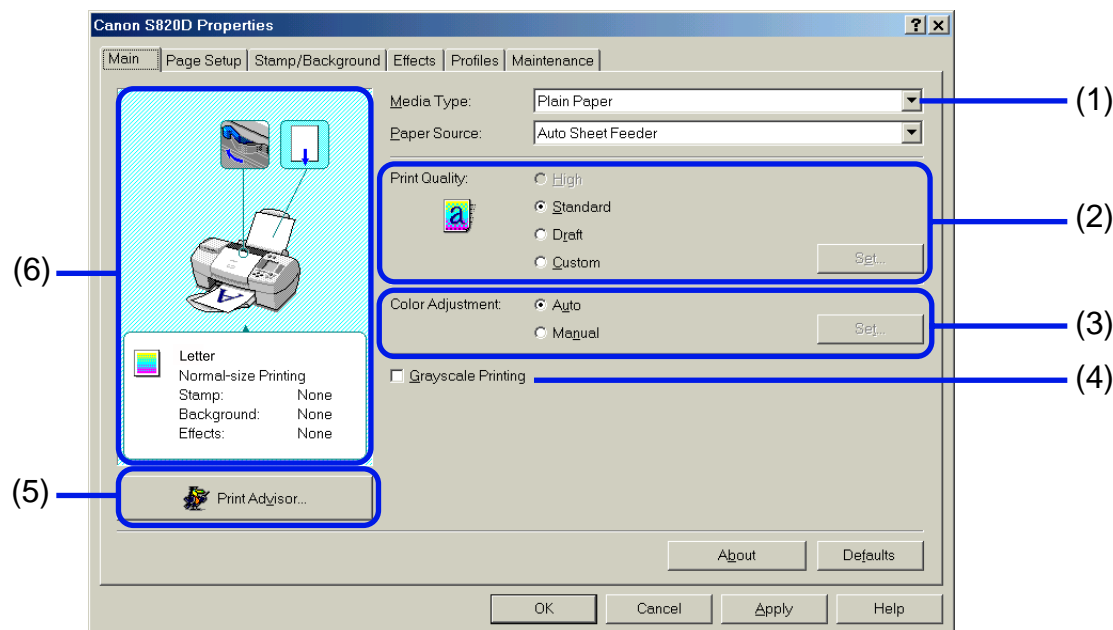 Canon S820D Properties
Main Page Setup Stamp/Background Effects Profiles Maintenance
Media Type: Plain Paper
(1)
Paper Source: Auto Sheet Feeder
Print Quality: High
a
Standard
Draft
Custom
Set...
(2)
Color Adjustment: Auto
Manual
Set...
(3)
Grayscale Printing
(4)
A
(6)
Letter
Normal-size Printing
Stamp: None
Background: None
Effects: None
(5)
Print Advisor...
About Defaults
OK Cancel Apply Help